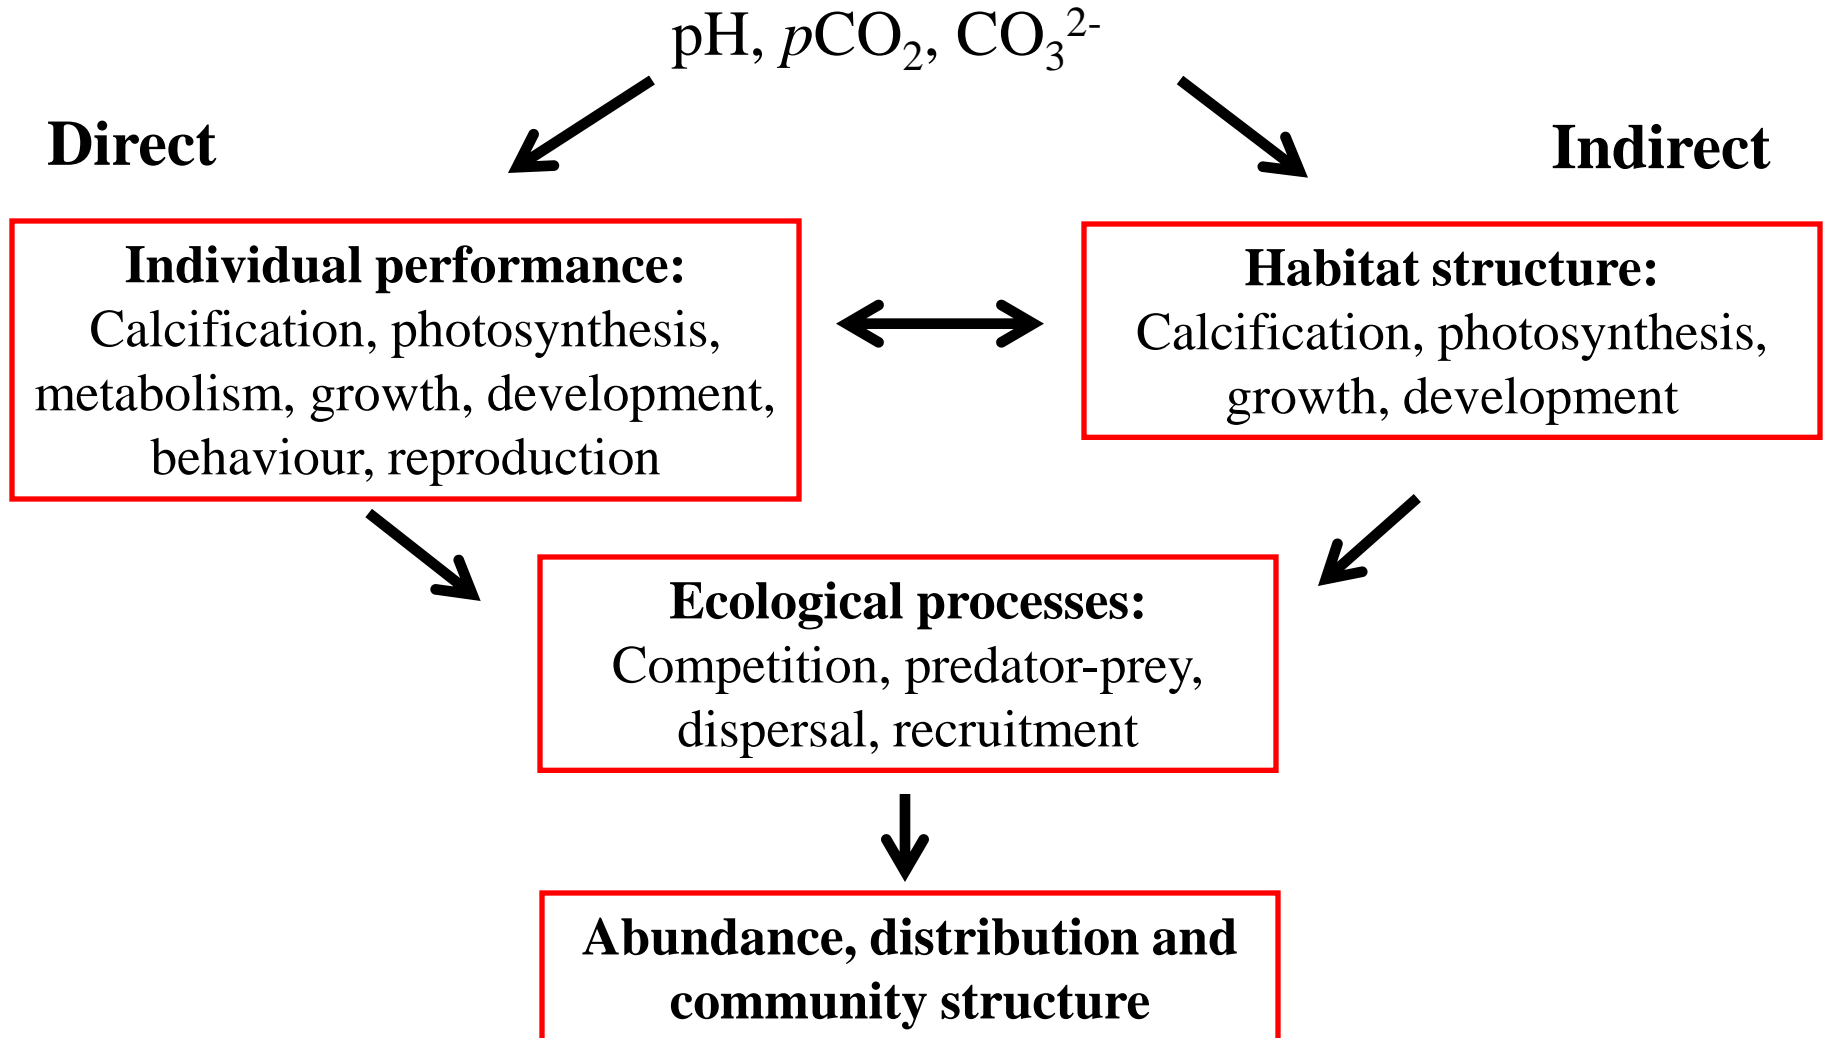 pH, pCO₂, CO₃²⁻
Direct
Indirect
Individual performance:
Calcification, photosynthesis,
metabolism, growth, development,
behaviour, reproduction
Habitat structure:
Calcification, photosynthesis,
growth, development
Ecological processes:
Competition, predator-prey,
dispersal, recruitment
Abundance, distribution and
community structure